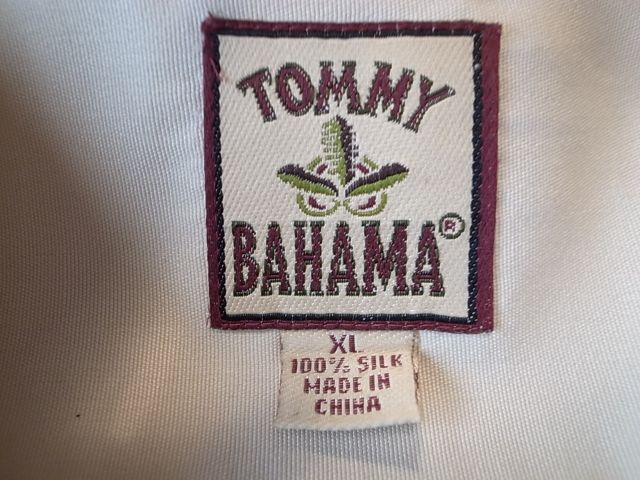 TOMMY
BAHAMA®
XL
100% SILK
MADE IN
CHINA